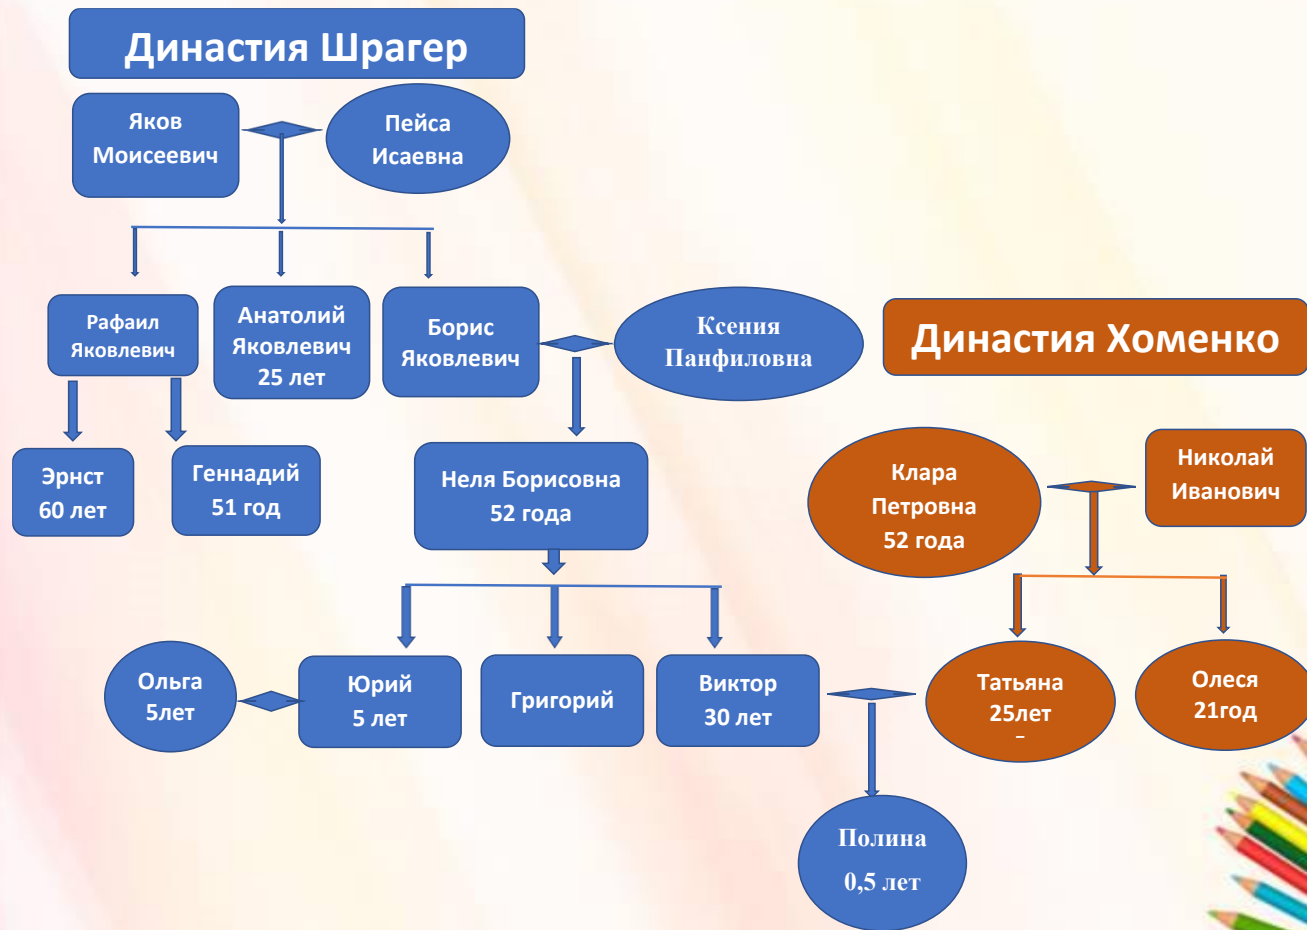 Династия Шрагер
Яков
Моисеевич
Пейса
Исаевна
Рафаил
Яковлевич
Анатолий
Яковлевич
25 лет
Борис
Яковлевич
Ксения
Панфиловна
Династия Хоменко
Эрнст
60 лет
Геннадий
51 год
Неля Борисовна
52 года
Клара
Петровна
52 года
Николай
Иванович
Ольга
5лет
Юрий
5 лет
Григорий
Виктор
30 лет
Татьяна
25лет
Олеся
21год
Полина
0,5 лет